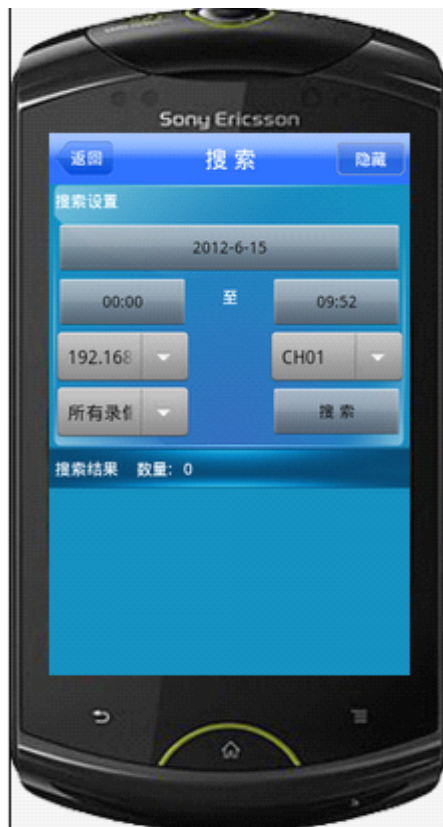 Sony Ericsson
返回 搜 索 隐藏
搜索设置
2012-6-15
00:00 至 09:52
192.168 CH01
所有录 搜 索
搜索结果 数量: 0